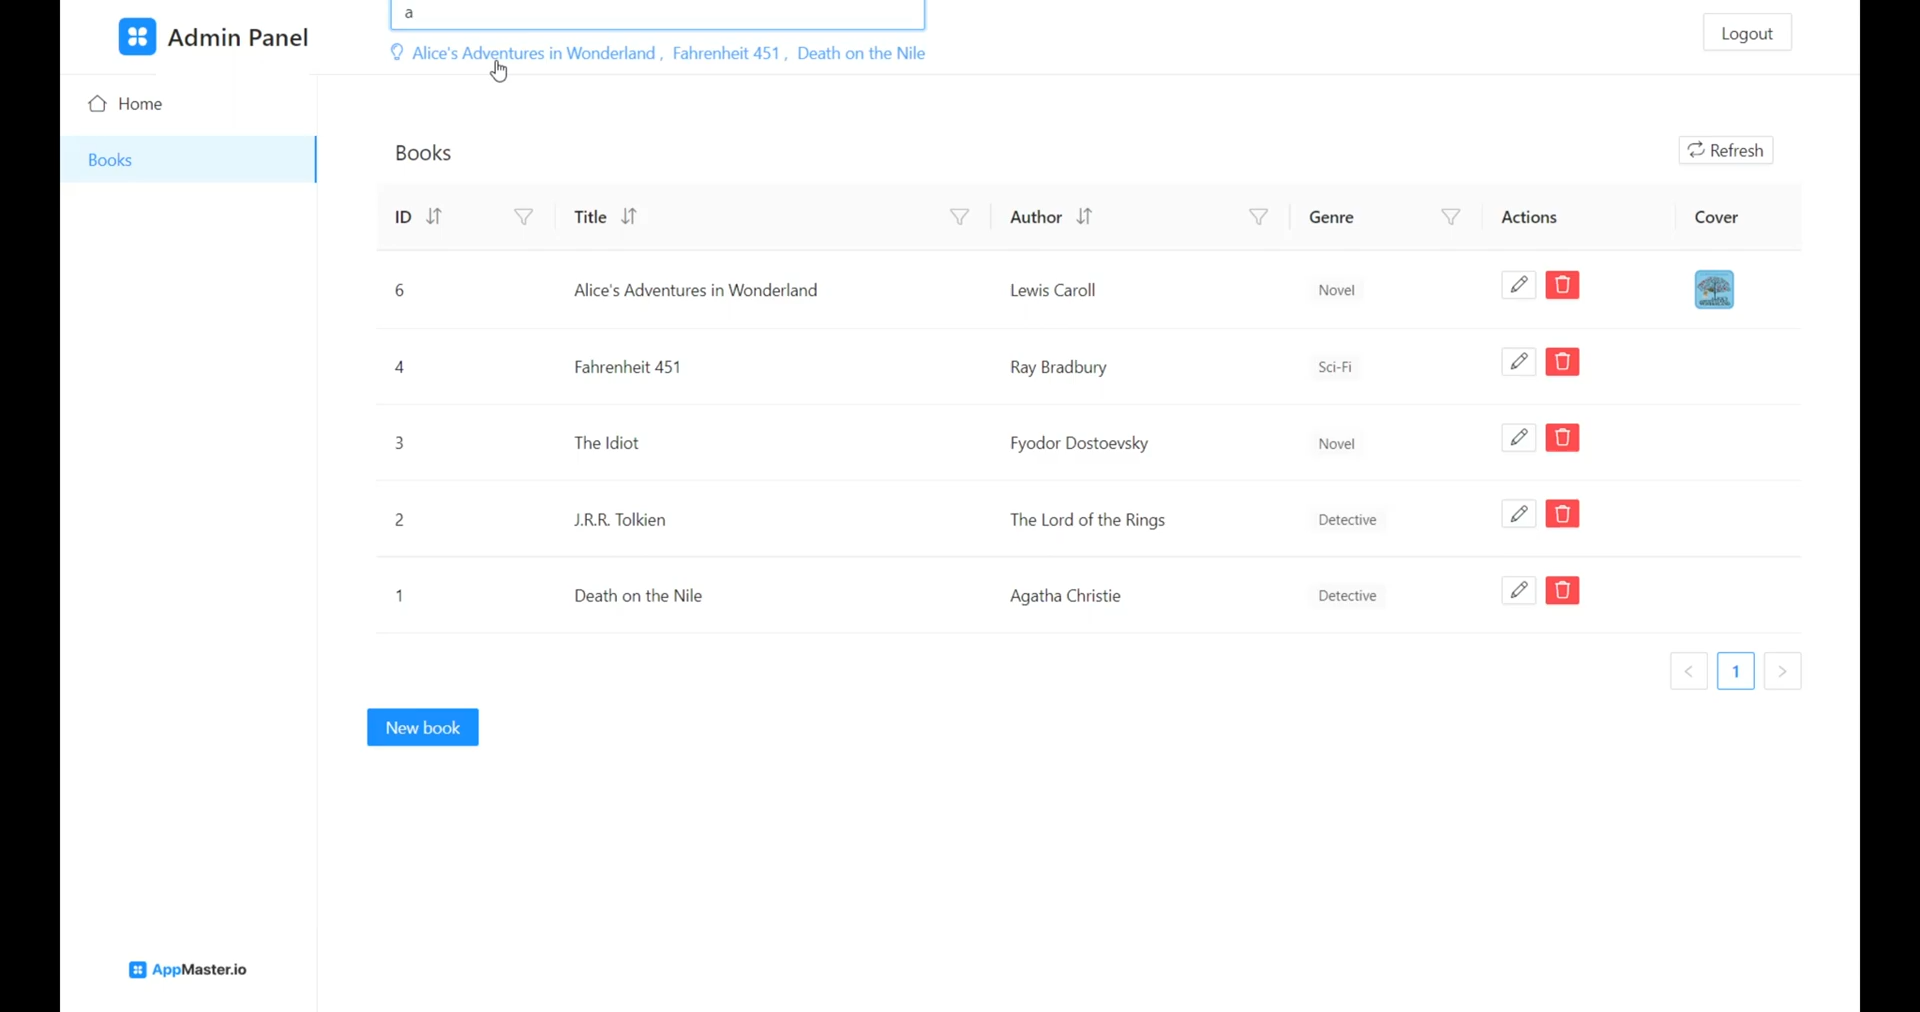 a
Admin Panel
Logout
Alice's Adventures in Wonderland , Fahrenheit 451 , Death on the Nile
Home
Books
Books
Refresh
ID Title Author Genre Actions Cover
6 Alice's Adventures in Wonderland Lewis Caroll Novel
4 Fahrenheit 451 Ray Bradbury Sci-Fi
3 The Idiot Fyodor Dostoevsky Novel
2 J.R.R. Tolkien The Lord of the Rings Detective
1 Death on the Nile Agatha Christie Detective
< 1 >
New book
AppMaster.io